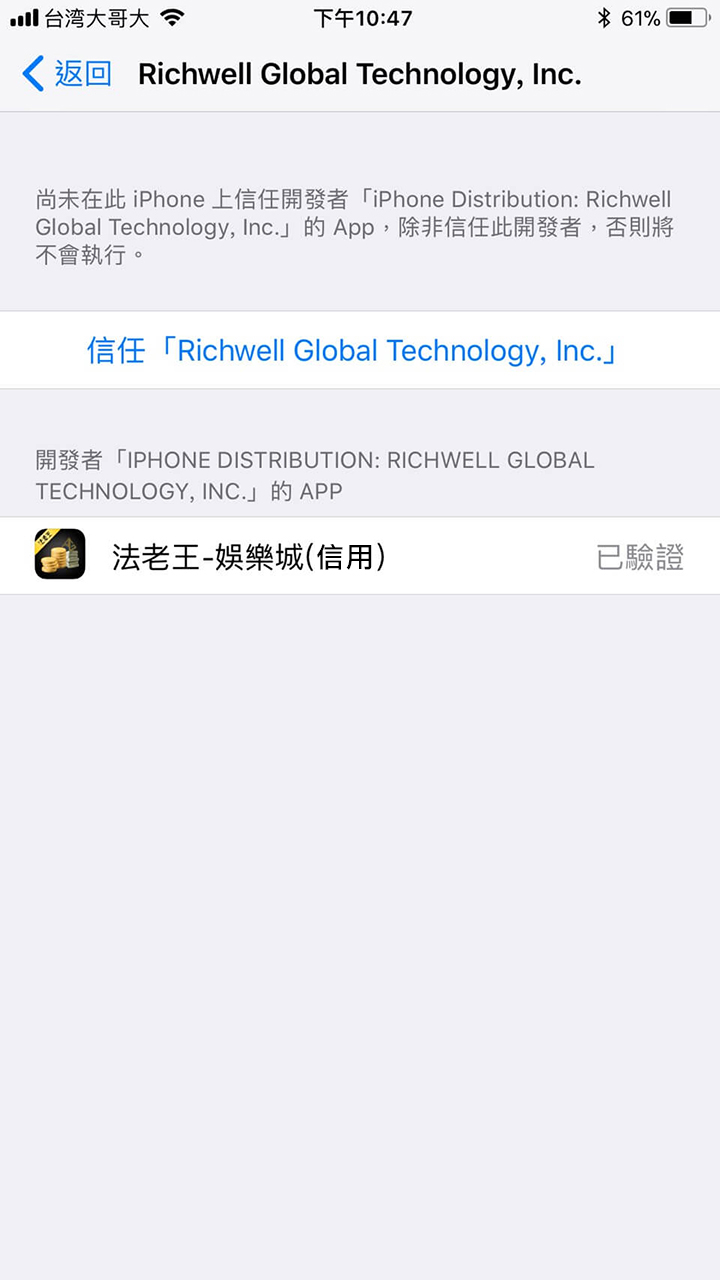 台湾大哥大 下午10:47 61%
返回 Richwell Global Technology, Inc.
尚未在此 iPhone 上信任開發者「iPhone Distribution: Richwell
Global Technology, Inc.」的 App，除非信任此開發者，否則將
不會執行。
信任「Richwell Global Technology, Inc.」
開發者「IPHONE DISTRIBUTION: RICHWELL GLOBAL
TECHNOLOGY, INC.」的 APP
法老王-娛樂城(信用) 已驗證